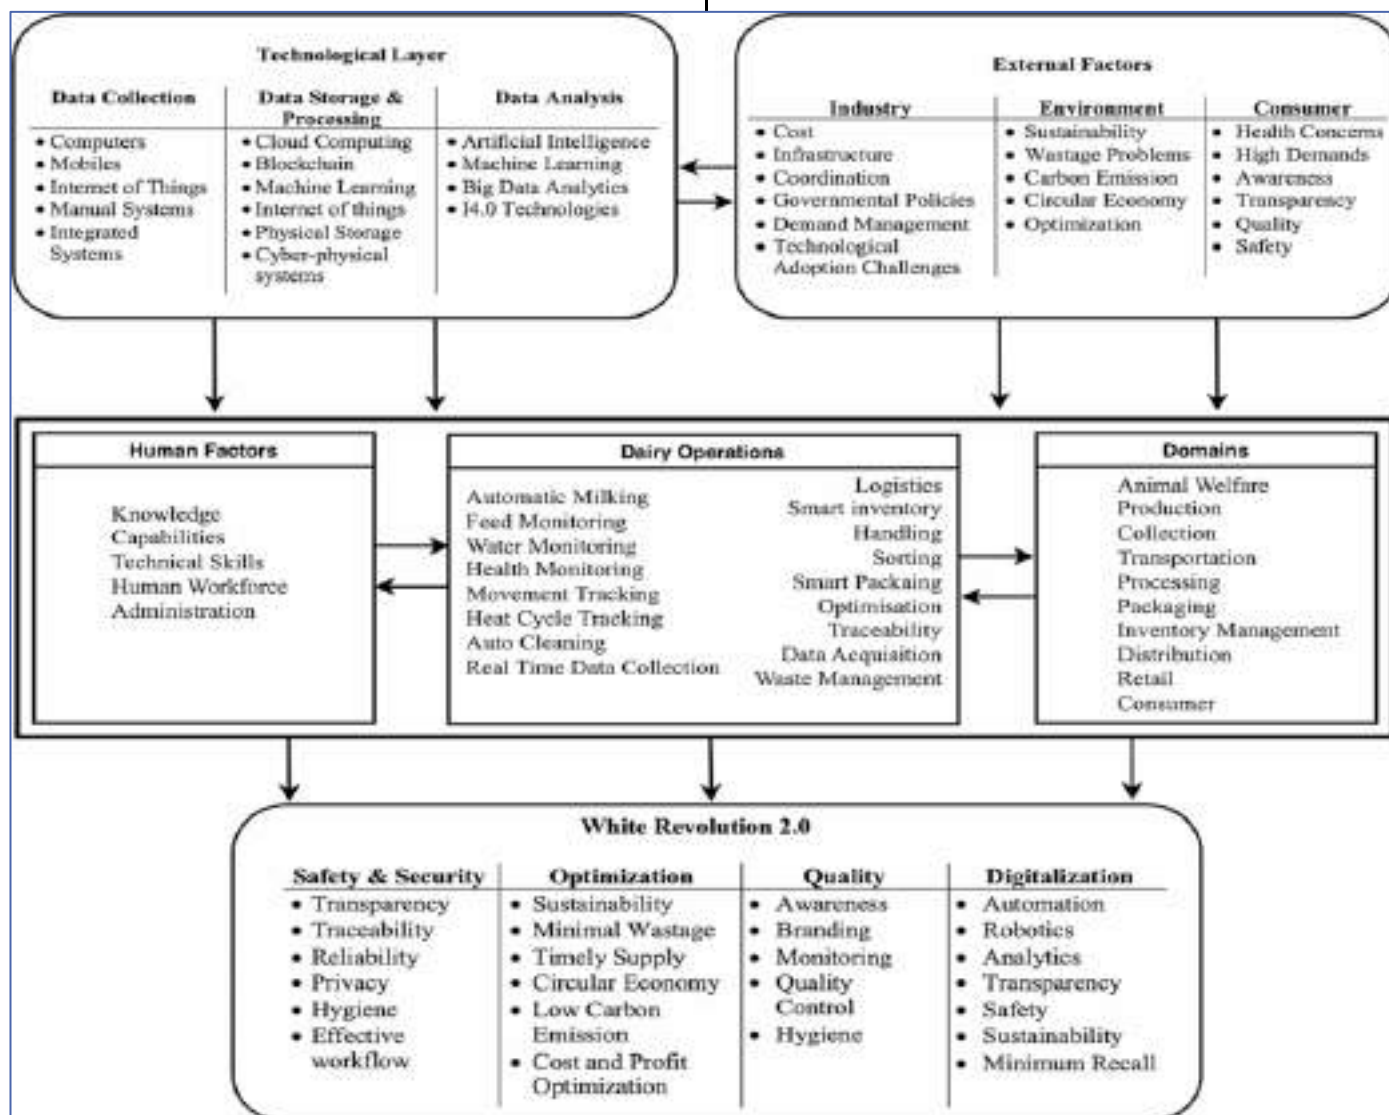 Technological Layer
Data Collection
• Computers
• Mobiles
• Internet of Things
• Manual Systems
• Integrated
Systems
Data Storage &
Processing
• Cloud Computing
• Blockchain
• Machine Learning
• Internet of things
• Physical Storage
• Cyber-physical
systems
Data Analysis
• Artificial Intelligence
• Machine Learning
• Big Data Analytics
• I4.0 Technologies
External Factors
Industry
• Cost
• Infrastructure
• Coordination
• Governmental Policies
• Demand Management
• Technological
Adoption Challenges
Environment
• Sustainability
• Wastage Problems
• Carbon Emission
• Circular Economy
• Optimization
Consumer
• Health Concerns
• High Demands
• Awareness
• Transparency
• Quality
• Safety
Human Factors
Knowledge
Capabilities
Technical Skills
Human Workforce
Administration
Dairy Operations
Automatic Milking
Feed Monitoring
Water Monitoring
Health Monitoring
Movement Tracking
Heat Cycle Tracking
Auto Cleaning
Real Time Data Collection
Logistics
Smart inventory
Handling
Sorting
Smart Packaing
Optimisation
Traceability
Data Acquisition
Waste Management
Domains
Animal Welfare
Production
Collection
Transportation
Processing
Packaging
Inventory Management
Distribution
Retail
Consumer
White Revolution 2.0
Safety & Security
• Transparency
• Traceability
• Reliability
• Privacy
• Hygiene
• Effective
workflow
Optimization
• Sustainability
• Minimal Wastage
• Timely Supply
• Circular Economy
• Low Carbon
Emission
• Cost and Profit
Optimization
Quality
• Awareness
• Branding
• Monitoring
• Quality
Control
• Hygiene
Digitalization
• Automation
• Robotics
• Analytics
• Transparency
• Safety
• Sustainability
• Minimum Recall